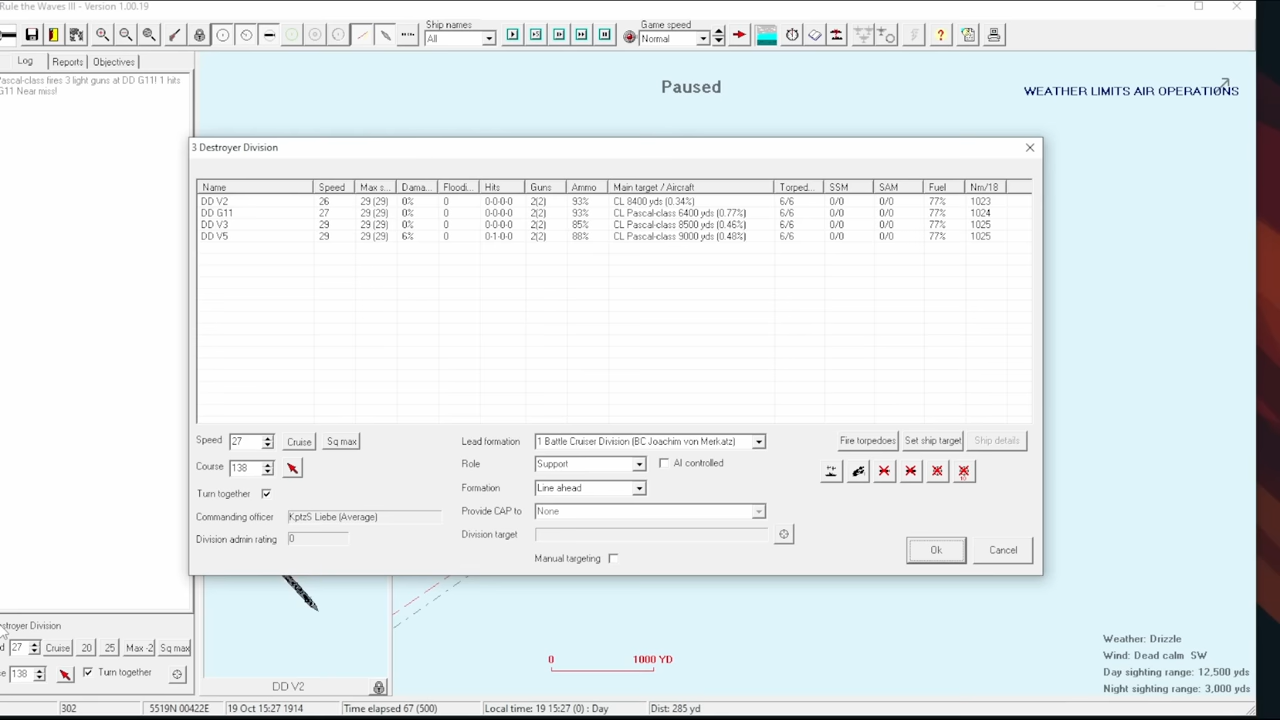 Rule the Waves III - Version 1.00.19
Ship names
Game speed
All
Normal
Log
Reports
Objectives
Pascal-class fires 3 light guns at DD G11! 1 hits
G11 Near miss!
Paused
WEATHER LIMITS AIR OPERATIONS
3 Destroyer Division
Name Speed Max s... Dama... Floodi... Hits Guns Ammo Main target / Aircraft Torped... SSM SAM Fuel Nm/18
DD V2 26 29 (29) 0% 0 0-0-0-0 2(2) 93% CL 8400 yds (0.34%) 6/6 0/0 0/0 77% 1023
DD G11 27 29 (29) 0% 0 0-0-0-0 2(2) 93% CL Pascal-class 6400 yds (0.77%) 6/6 0/0 0/0 77% 1024
DD V3 29 29 (29) 0% 0 0-0-0-0 2(2) 85% CL Pascal-class 8500 yds (0.46%) 6/6 0/0 0/0 77% 1025
DD V5 29 29 (29) 6% 0 0-1-0-0 2(2) 88% CL Pascal-class 9000 yds (0.48%) 6/6 0/0 0/0 77% 1025
Speed 27 Cruise Sq max
Lead formation 1 Battle Cruiser Division (BC Joachim von Merkatz)
Fire torpedoes Set ship target Ship details
Course 138
Role Support AI controlled
Turn together
Formation Line ahead
Commanding officer KptzS Liebe (Average)
Provide CAP to None
Division admin rating 0
Division target
Manual targeting
Ok Cancel
estroyer Division
27 Cruise 20 25 Max -2 Sq max
138 Turn together
DD V2
0 1000 YD
Weather: Drizzle
Wind: Dead calm SW
Day sighting range: 12,500 yds
Night sighting range: 3,000 yds
302 5519N 00422E 19 Oct 15:27 1914 Time elapsed 67 (500) Local time: 19 15:27 (0) : Day Dist: 285 yd